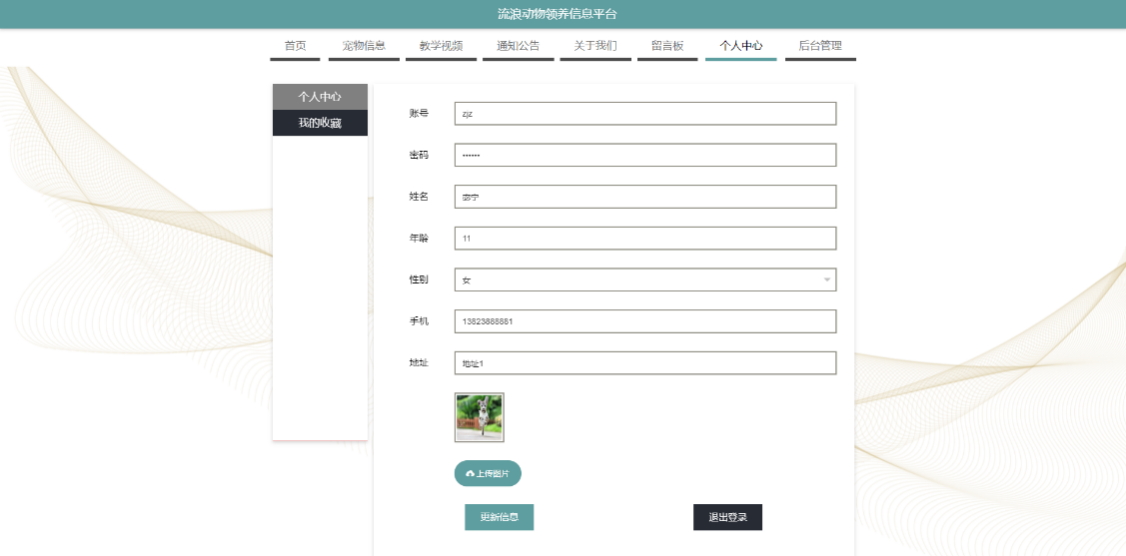 流浪动物领养信息平台
首页 宠物信息 教学视频 通知公告 关于我们 留言板 个人中心 后台管理
个人中心
我的收藏
账号 zjz
密码 ••••••
姓名
年龄 11
性别 女
手机 13823888881
地址 地址1
上传图片
更新信息 退出登录